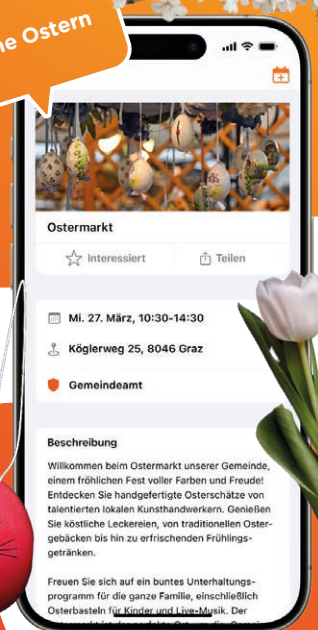 ne Ostern
Ostermarkt
Interessiert
Teilen
Mi. 27. März, 10:30-14:30
Köglerweg 25, 8046 Graz
Gemeindeamt
Beschreibung
Willkommen beim Ostermarkt unserer Gemeinde,
einem fröhlichen Fest voller Farben und Freude!
Entdecken Sie handgefertigte Osterschätze von
talentierten lokalen Kunsthandwerkern. Genießen
Sie köstliche Leckereien, von traditionellen Oster-
gebäcken bis hin zu erfrischenden Frühlings-
getränken.
Freuen Sie sich auf ein buntes Unterhaltungs-
programm für die ganze Familie, einschließlich
Osterbasteln für Kinder und Live-Musik. Der